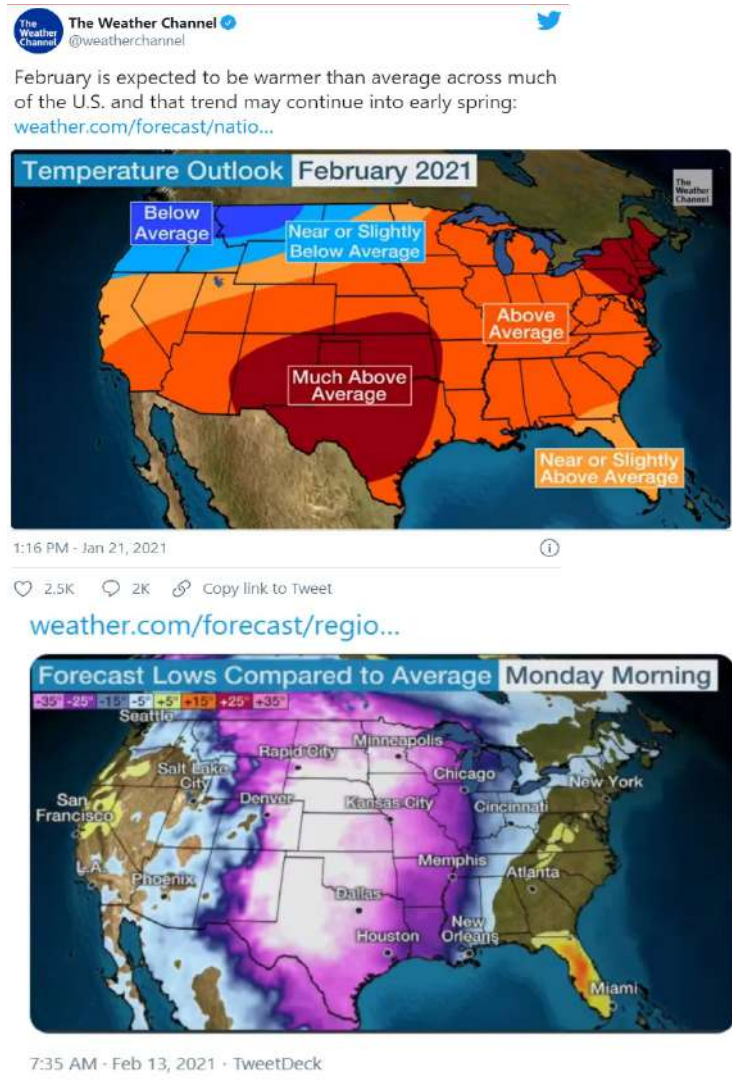 The Weather Channel
The Weather Channel
@weatherchannel
February is expected to be warmer than average across much
of the U.S. and that trend may continue into early spring:
weather.com/forecast/natio...
Temperature Outlook February 2021
The Weather Channel
Below
Average
Near or Slightly
Below Average
Above
Average
Much Above
Average
Near or Slightly
Above Average
1:16 PM · Jan 21, 2021
2.5K 2K Copy link to Tweet
weather.com/forecast/regio...
Forecast Lows Compared to Average Monday Morning
-35° -25° -15° -5° +5° +15° +25° +35°
Seattle
Rapid City
Minneapolis
Salt Lake
City
Chicago
New York
San
Francisco
Denver
Kansas City
Cincinnati
L.A.
Phoenix
Memphis
Atlanta
Dallas
Houston
New
Orleans
Miami
7:35 AM · Feb 13, 2021 · TweetDeck